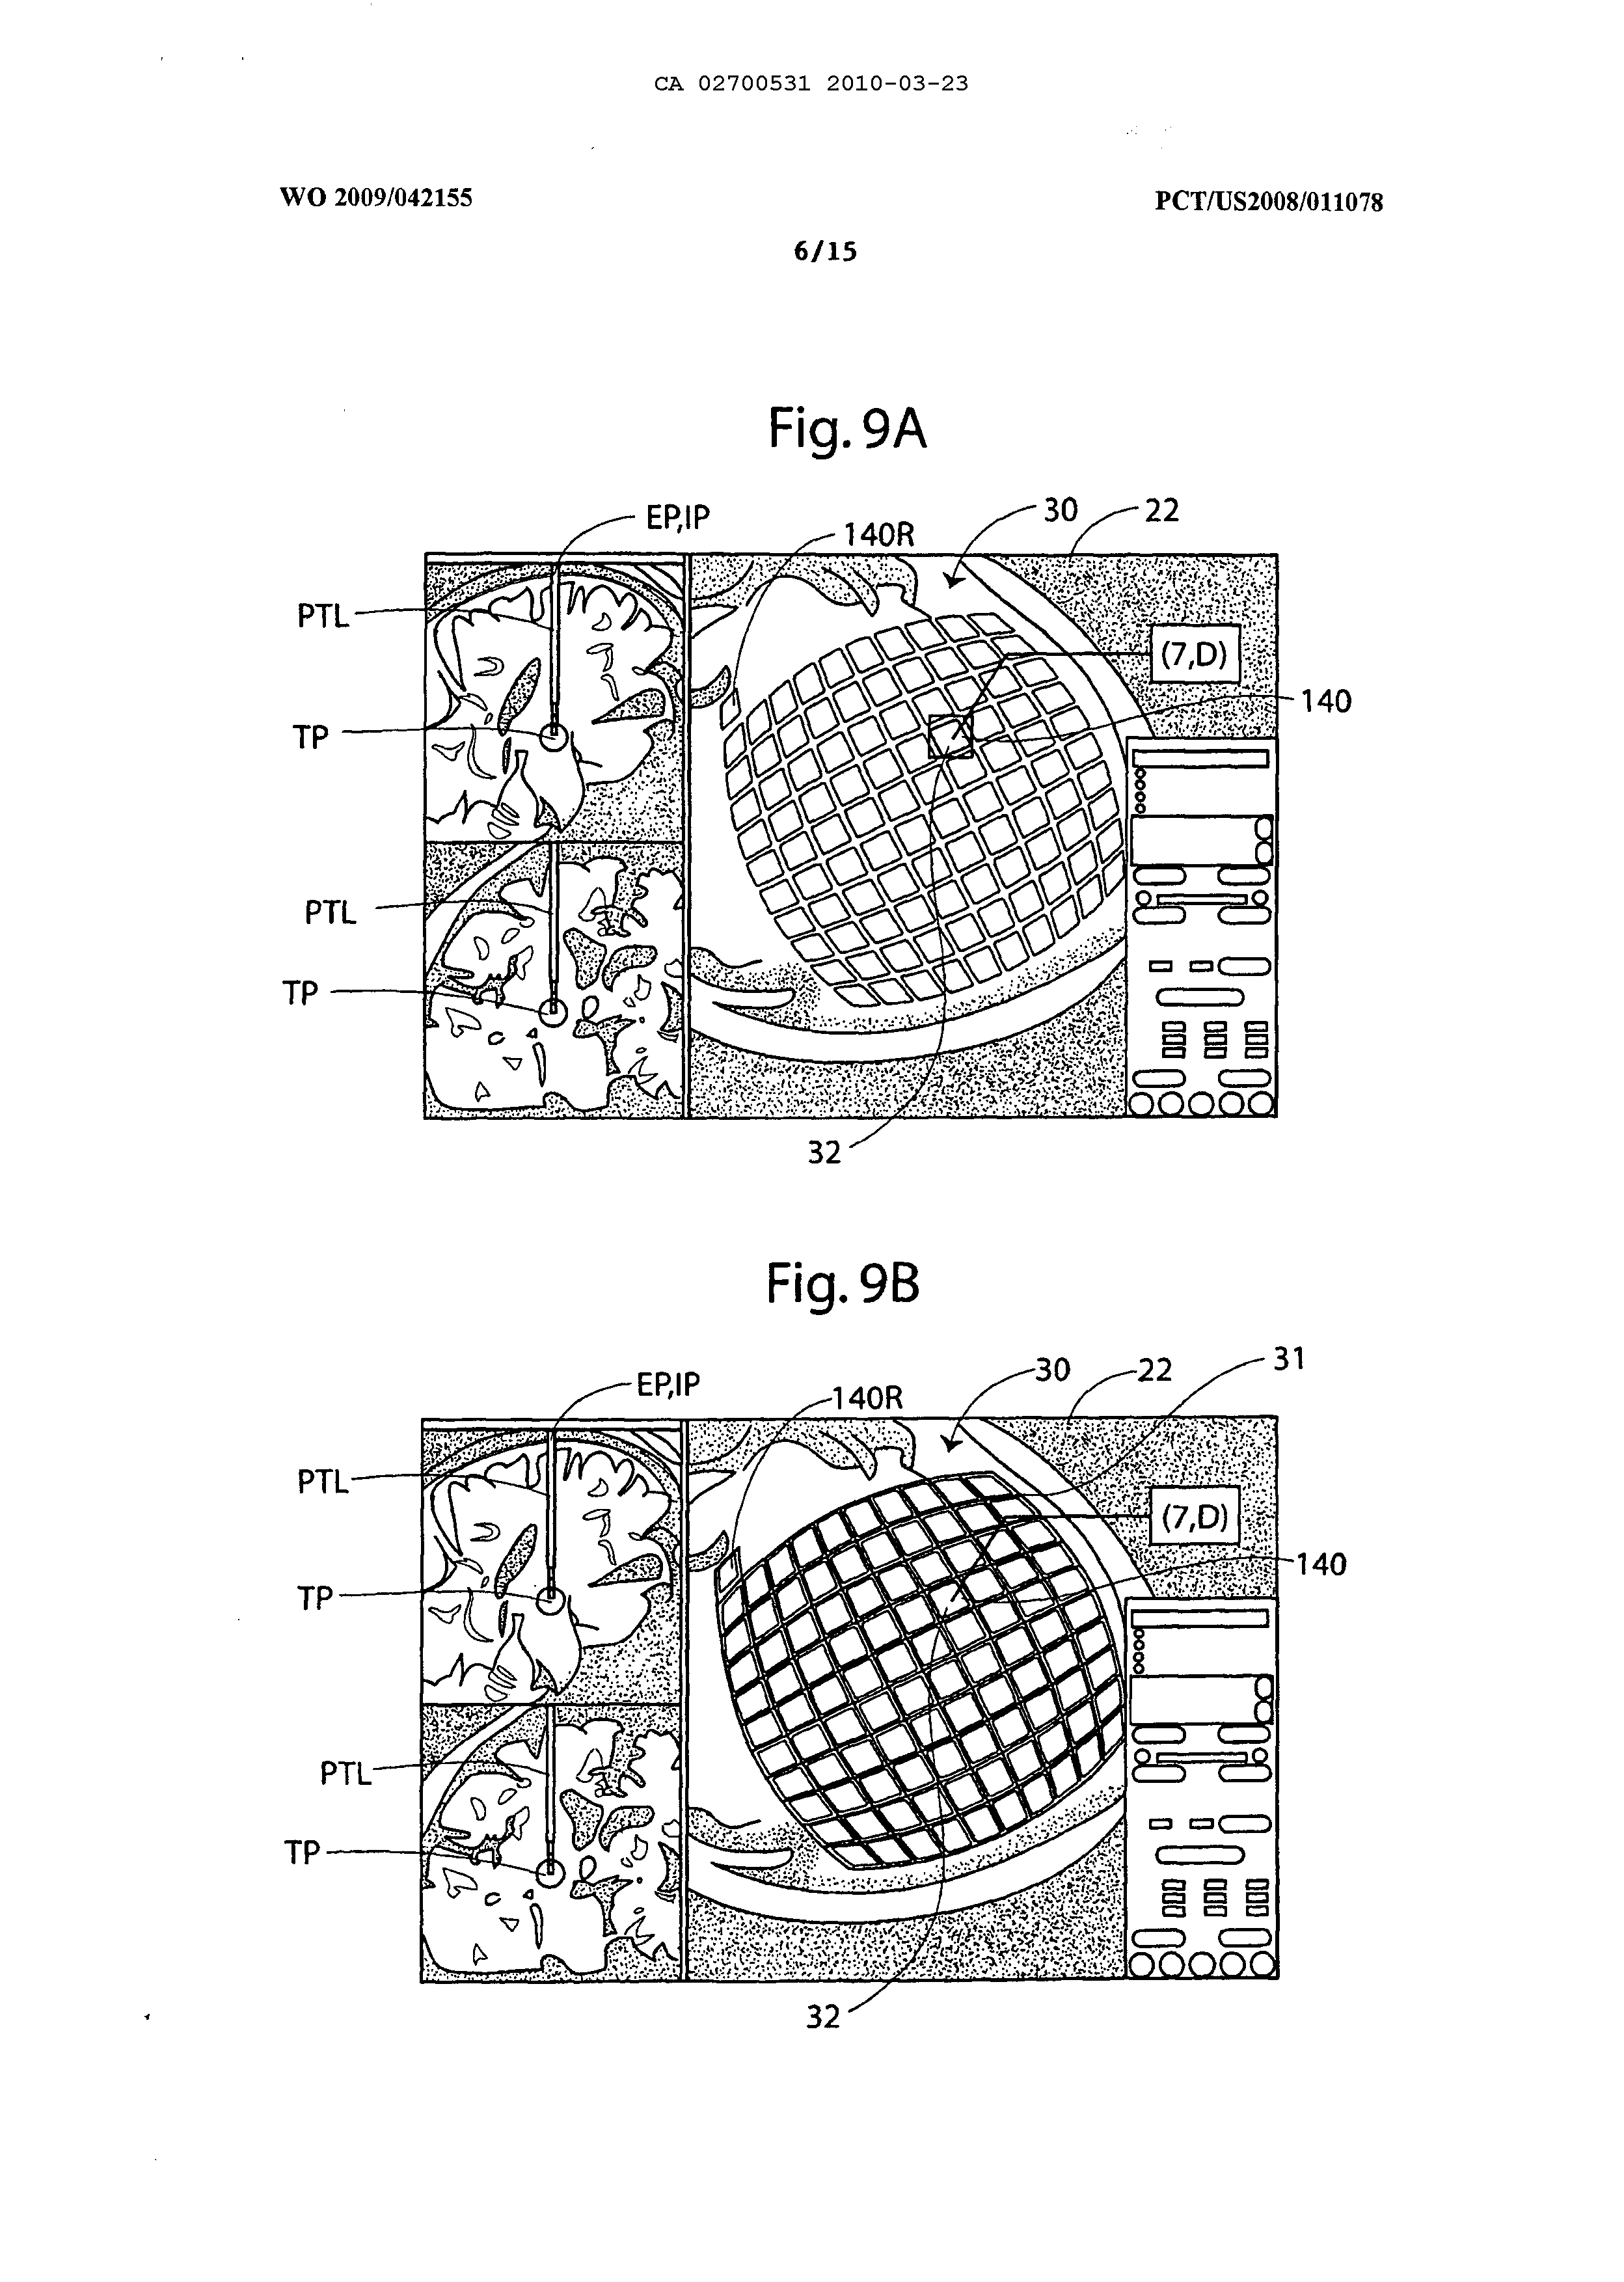 CA 02700531 2010-03-23
WO 2009/042155
PCT/US2008/011078
6/15
Fig. 9A
EP,IP
140R
30
22
PTL
(7,D)
140
TP
PTL
TP
32
Fig. 9B
31
30
22
EP,IP
140R
PTL
(7,D)
140
TP
PTL
TP
32